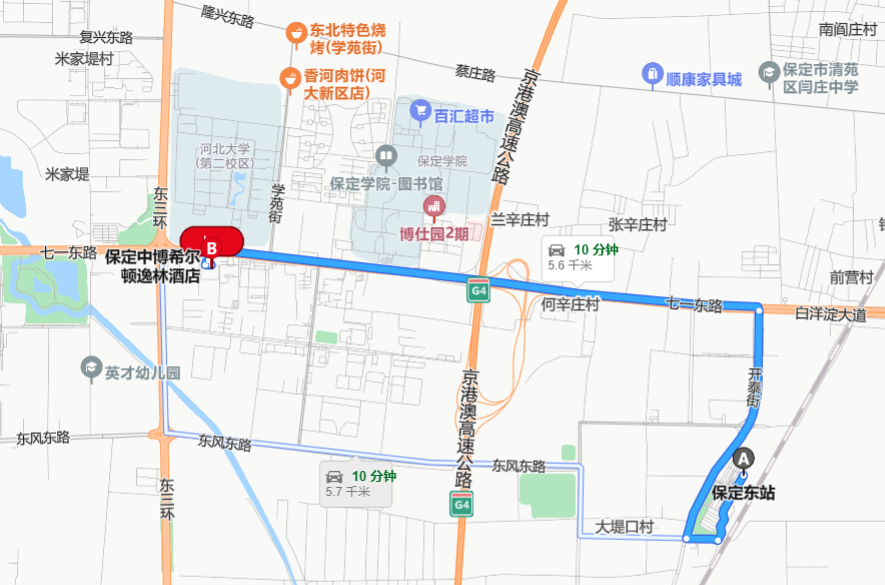 隆兴东路
东北特色烧
烤(学苑街)
南阎庄村
复兴东路
米家堤村
蔡庄路
京港澳高速公路
香河肉饼(河
大新区店)
顺康家具城
保定市清苑
区闫庄中学
百汇超市
河北大学
(第二校区)
保定学院
保定学院-图书馆
米家堤
东三环
学苑街
博仕园2期
兰辛庄村
张辛庄村
七一东路
B
保定中博希尔
顿逸林酒店
10 分钟
5.6 千米
前营村
G4
何辛庄村
七一东路
白洋淀大道
英才幼儿园
京港澳高速公路
开泰街
东风东路
东风东路
10 分钟
5.7 千米
东风东路
A
保定东站
东三环
G4
大堤口村